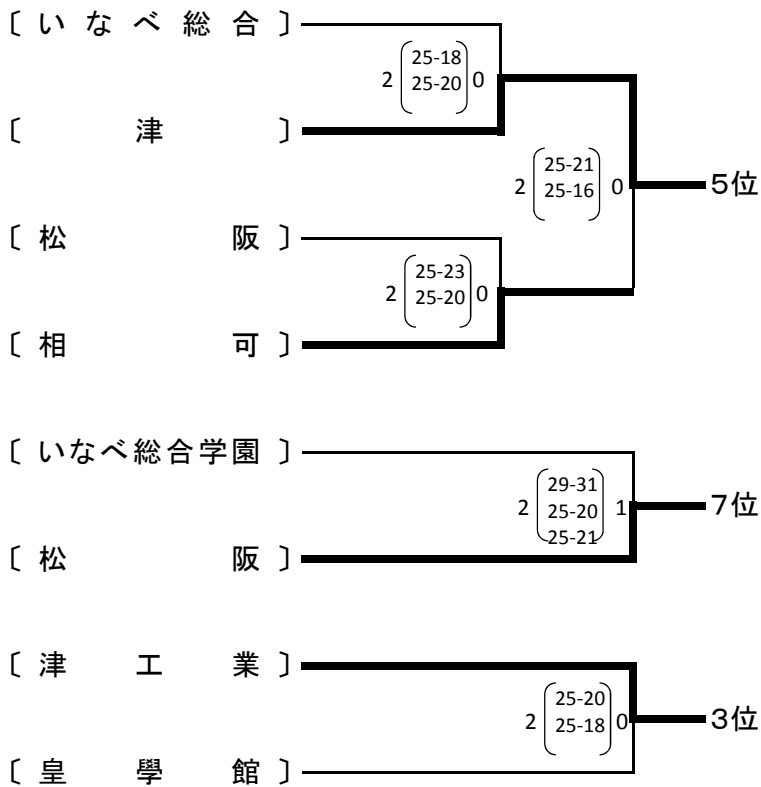 〔いなべ総合〕
25-18
2 25-20 0
〔津〕
25-21
2 25-16 0
5位
〔松阪〕
25-23
2 25-20 0
〔相可〕
〔いなべ総合学園〕
29-31
2 25-20 1
25-21
7位
〔松阪〕
〔津工業〕
25-20
2 25-18 0
3位
〔皇學館〕